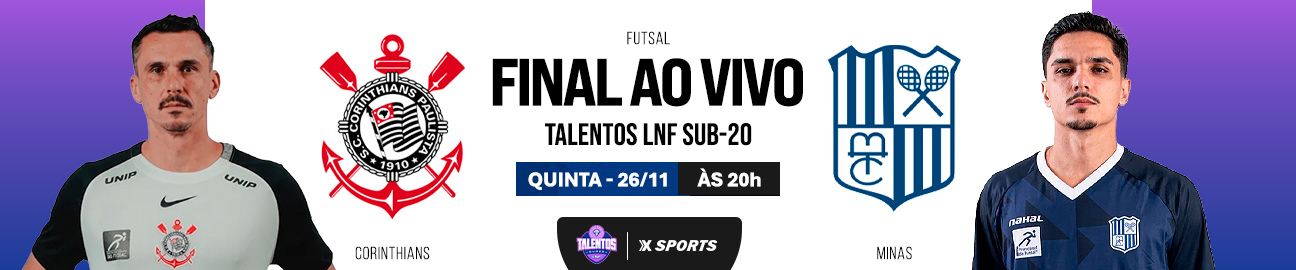 FUTSAL
FINAL AO VIVO
TALENTOS LNF SUB-20
QUINTA - 26/11 ÀS 20h
TALENTOS X SPORTS
CORINTHIANS
MINAS
S.C. CORINTHIANS PAULISTA
1910
MTC
UNIP UNIP
nahal